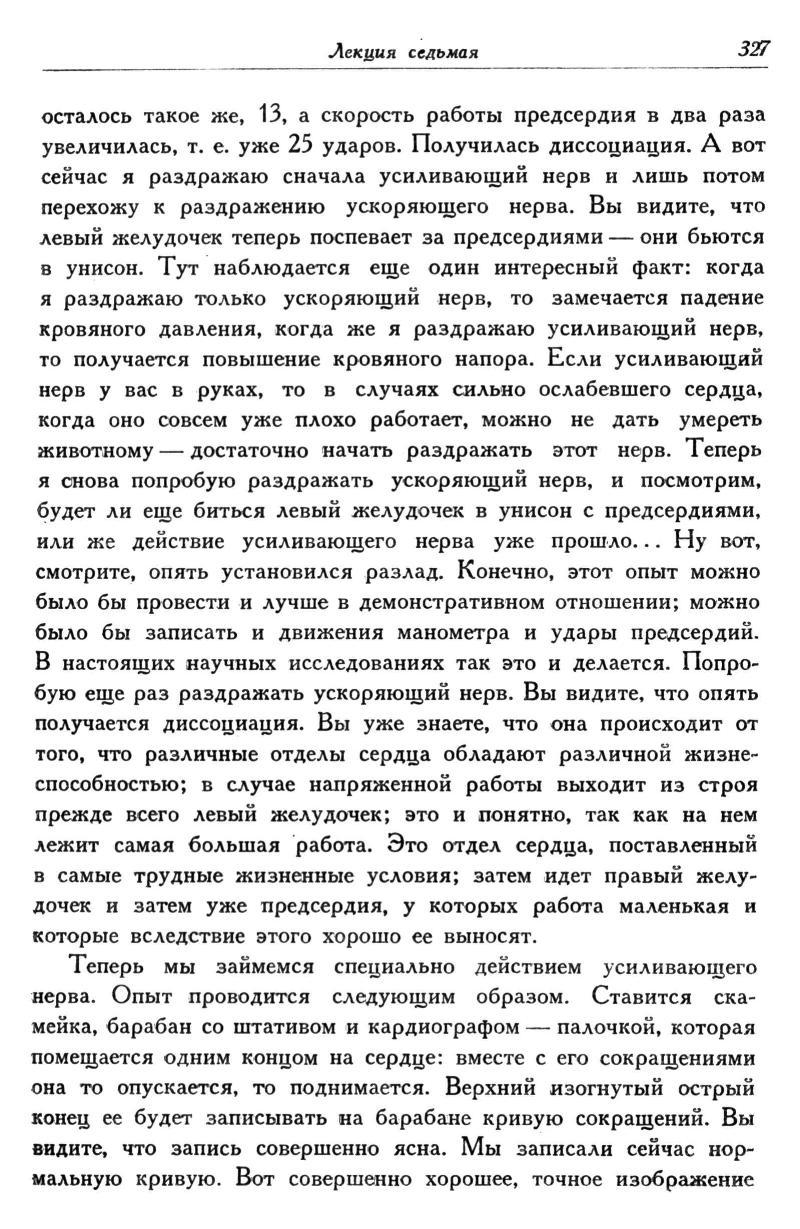 Лекция седьмая 327
осталось такое же, 13, а скорость работы предсердия в два раза
увеличилась, т. е. уже 25 ударов. Получилась диссоциация. А вот
сейчас я раздражаю сначала усиливающий нерв и лишь потом
перехожу к раздражению ускоряющего нерва. Вы видите, что
левый желудочек теперь поспевает за предсердиями — они бьются
в унисон. Тут наблюдается еще один интересный факт: когда
я раздражаю только ускоряющий нерв, то замечается падение
кровяного давления, когда же я раздражаю усиливающий нерв,
то получается повышение кровяного напора. Если усиливающий
нерв у вас в руках, то в случаях сильно ослабевшего сердца,
когда оно совсем уже плохо работает, можно не дать умереть
животному — достаточно начать раздражать этот нерв. Теперь
я снова попробую раздражать ускоряющий нерв, и посмотрим,
будет ли еще биться левый желудочек в унисон с предсердиями,
или же действие усиливающего нерва уже прошло... Ну вот,
смотрите, опять установился разлад. Конечно, этот опыт можно
было бы провести и лучше в демонстративном отношении; можно
было бы записать и движения манометра и удары предсердий.
В настоящих научных исследованиях так это и делается. Попро-
бую еще раз раздражать ускоряющий нерв. Вы видите, что опять
получается диссоциация. Вы уже знаете, что она происходит от
того, что различные отделы сердца обладают различной жизне-
способностью; в случае напряженной работы выходит из строя
прежде всего левый желудочек; это и понятно, так как на нем
лежит самая большая работа. Это отдел сердца, поставленный
в самые трудные жизненные условия; затем идет правый желу-
дочек и затем уже предсердия, у которых работа маленькая и
которые вследствие этого хорошо ее выносят.
Теперь мы займемся специально действием усиливающего
нерва. Опыт проводится следующим образом. Ставится ска-
мейка, барабан со штативом и кардиографом — палочкой, которая
помещается одним концом на сердце: вместе с его сокращениями
она то опускается, то поднимается. Верхний изогнутый острый
конец ее будет записывать на барабане кривую сокращений. Вы
видите, что запись совершенно ясна. Мы записали сейчас нор-
мальную кривую. Вот совершенно хорошее, точное изображение